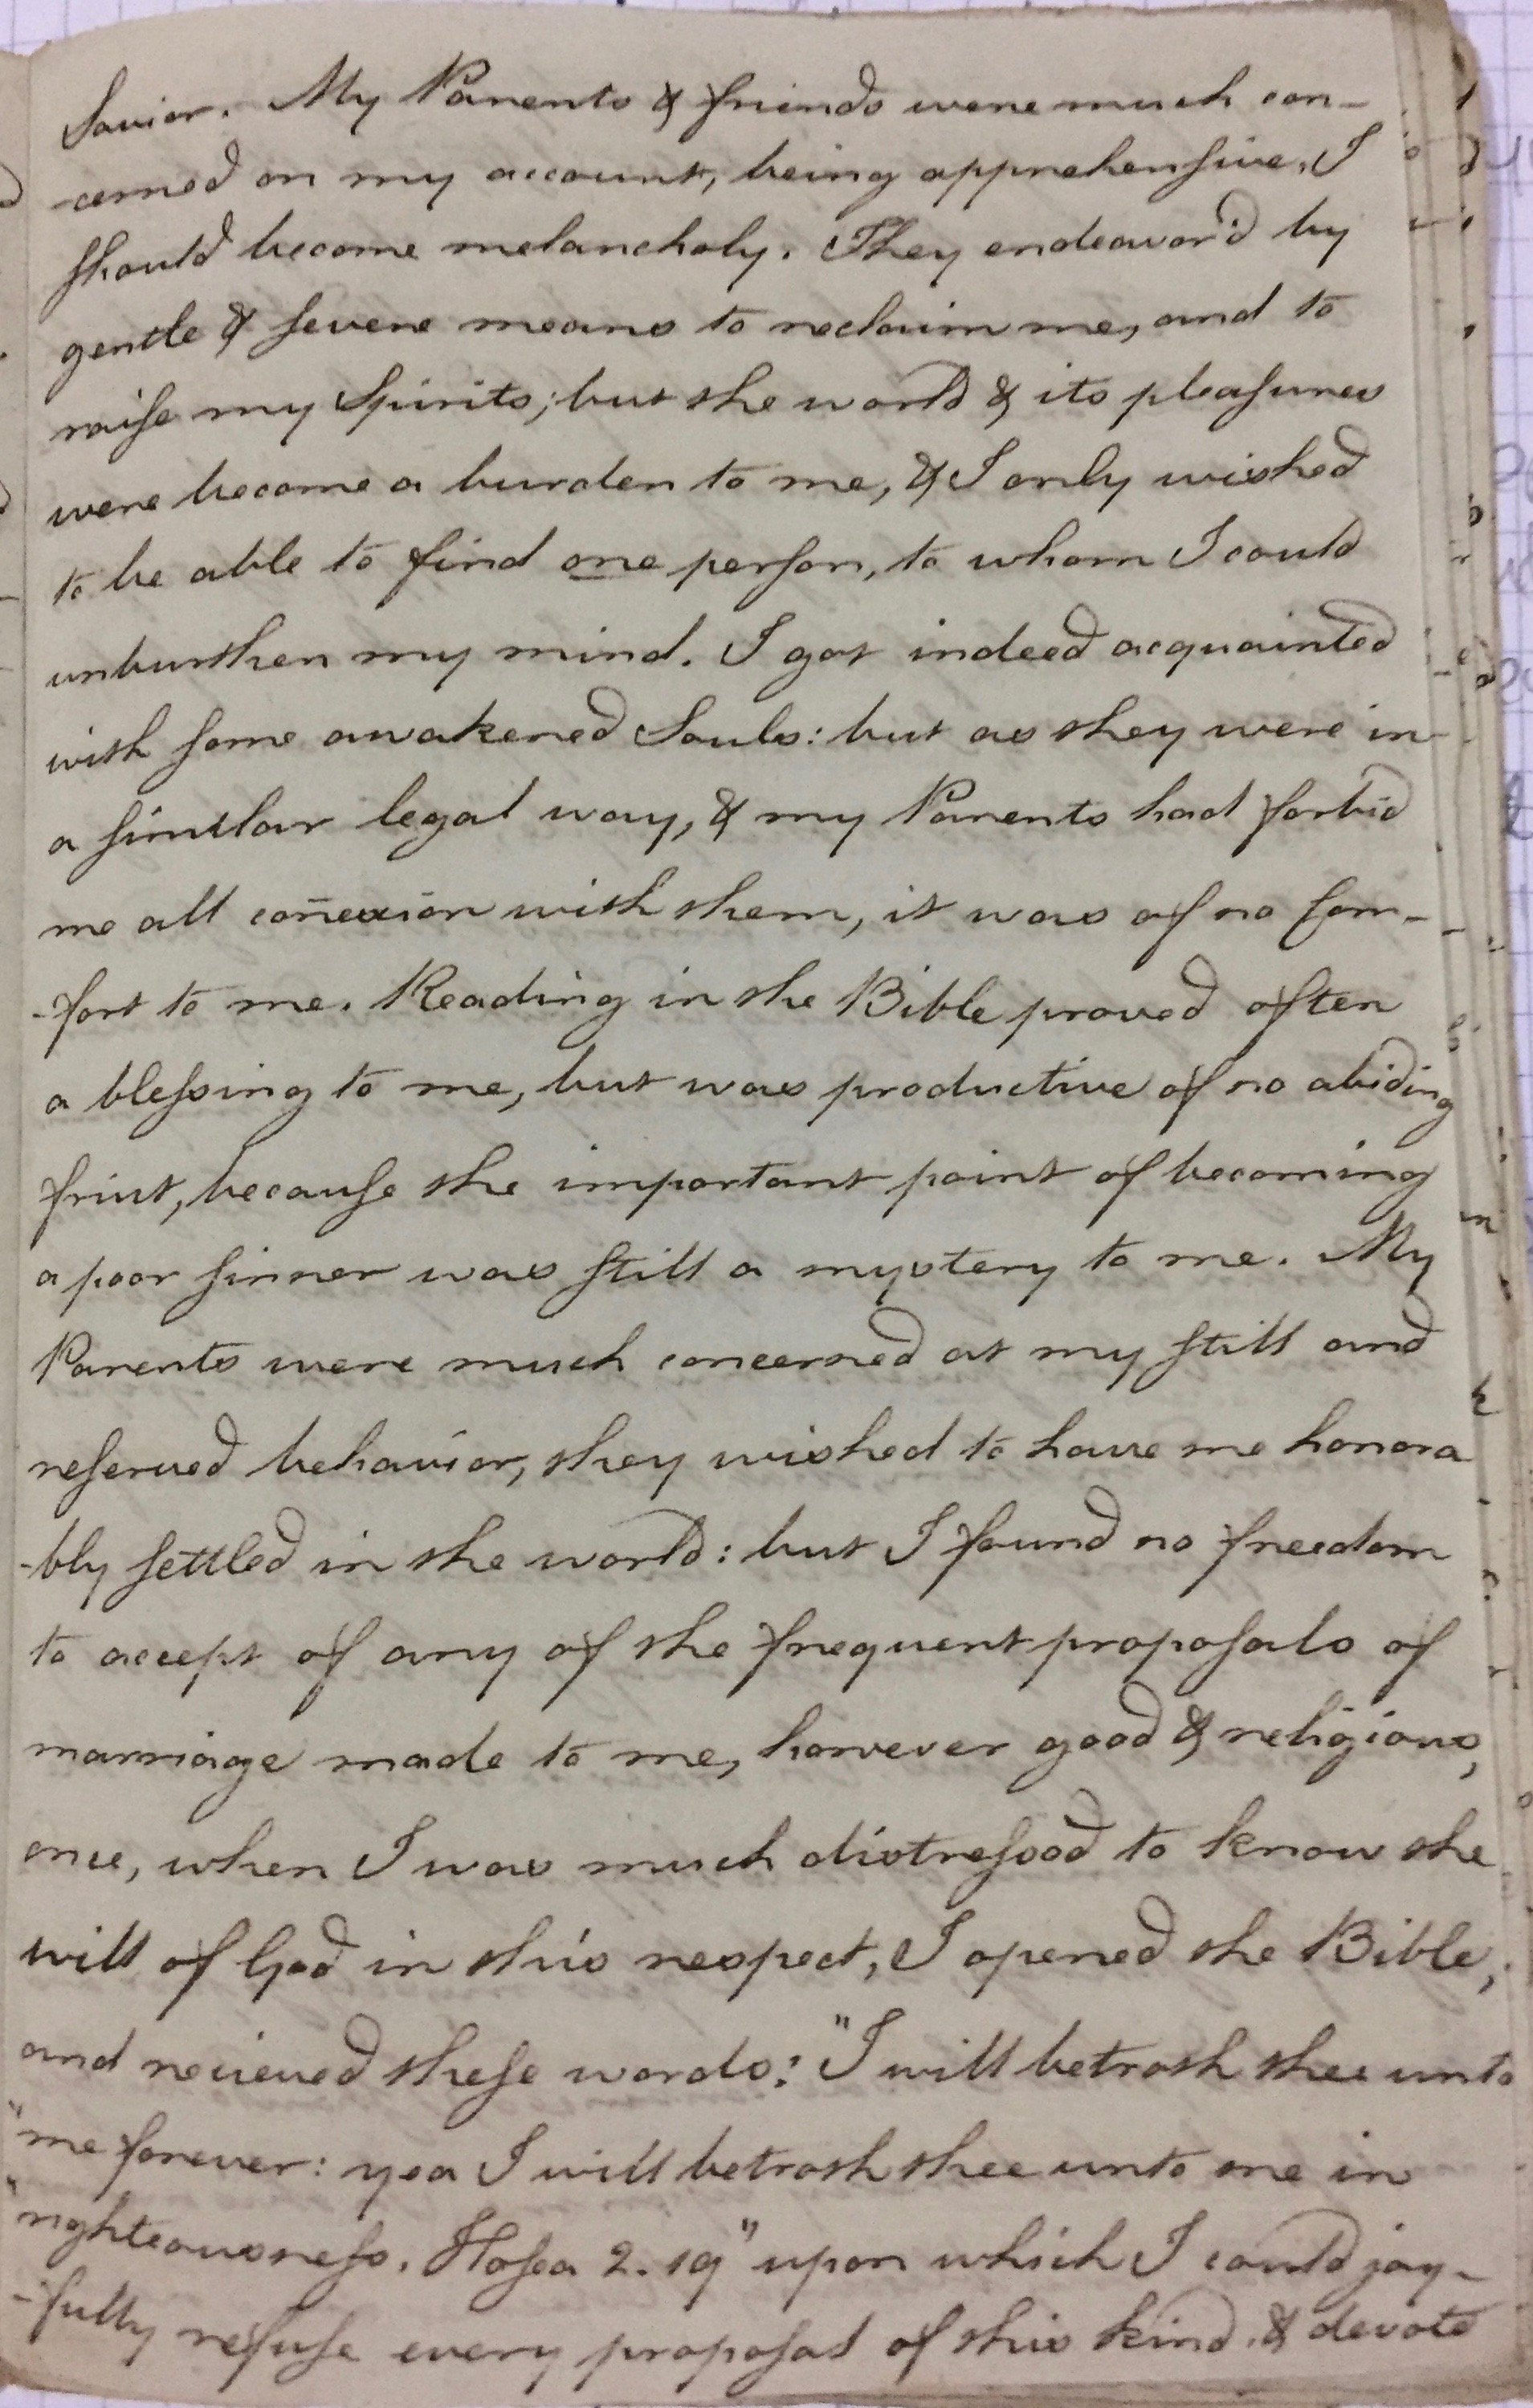 Savior. My Parents & friends were much con-
-cerned on my account, being apprehensive, I
should become melancholy. They endeavor'd by
gentle & severe means to reclaim me, and to
raise my Spirits; but the world & its pleasures
were become a burden to me, & I only wished
to be able to find one person, to whom I could
unburthen my mind. I got indeed acquainted
with some awakened Souls: but as they were in
a similar legal way, & my Parents had forbid
me all coñexion with them, it was of no com-
-fort to me. Reading in the Bible proved often
a blessing to me, but was productive of no abiding
fruit, because the important point of becoming
a poor sinner was still a mystery to me. My
Parents were much concerned at my still and
reserved behavior, they wished to have me honora
-bly settled in the world: but I found no freedom
to accept of any of the frequent proposals of
marriage made to me, however good & religious,
once, when I was much distressed to know the
will of God in this respect, I opened the Bible,
and recieved these words: "I will betroth thee unto
"me forever: yea I will betroth thee unto me in
"righteousness. Hosea 2. 19" upon which I could joy-
-fully refuse every proposal of this kind. & devote